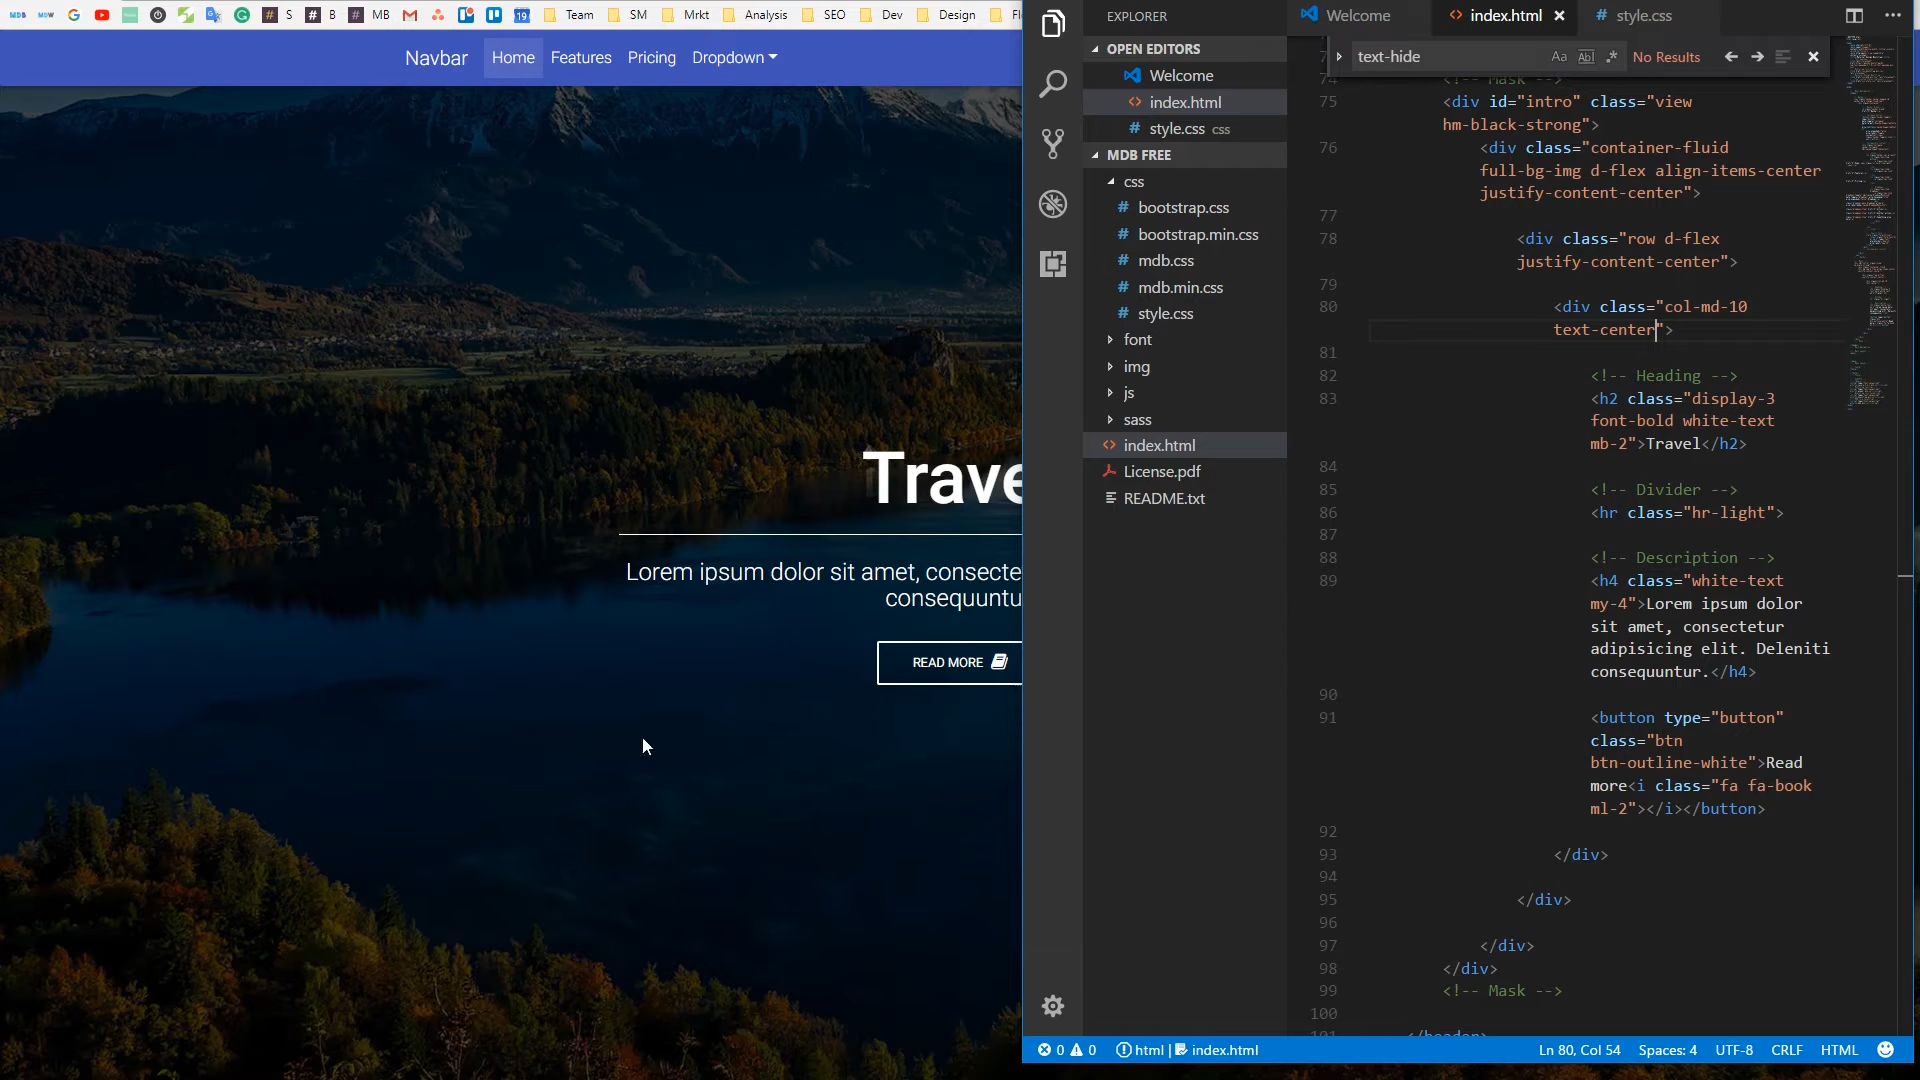 S
B
MB
Team
SM
Mrkt
Analysis
SEO
Dev
Design
Navbar
Home
Features
Pricing
Dropdown
Travel
Lorem ipsum dolor sit amet, consecte
consequuntu
READ MORE
EXPLORER
OPEN EDITORS
Welcome
index.html
style.css css
MDB FREE
css
bootstrap.css
bootstrap.min.css
mdb.css
mdb.min.css
style.css
font
img
js
sass
index.html
License.pdf
README.txt
Welcome
index.html
style.css
text-hide
Aa
Abl
No Results
74 <!-- Mask -->
75 <div id="intro" class="view
hm-black-strong">
76 <div class="container-fluid
full-bg-img d-flex align-items-center
justify-content-center">
77
78 <div class="row d-flex
justify-content-center">
79
80 <div class="col-md-10
text-center">
81
82 <!-- Heading -->
83 <h2 class="display-3
font-bold white-text
mb-2">Travel</h2>
84
85 <!-- Divider -->
86 <hr class="hr-light">
87
88 <!-- Description -->
89 <h4 class="white-text
my-4">Lorem ipsum dolor
sit amet, consectetur
adipisicing elit. Deleniti
consequuntur.</h4>
90
91 <button type="button"
class="btn
btn-outline-white">Read
more<i class="fa fa-book
ml-2"></i></button>
92
93 </div>
94
95 </div>
96
97 </div>
98 </div>
99 <!-- Mask -->
100
101 </header>
0
0
html | index.html
Ln 80, Col 54
Spaces: 4
UTF-8
CRLF
HTML